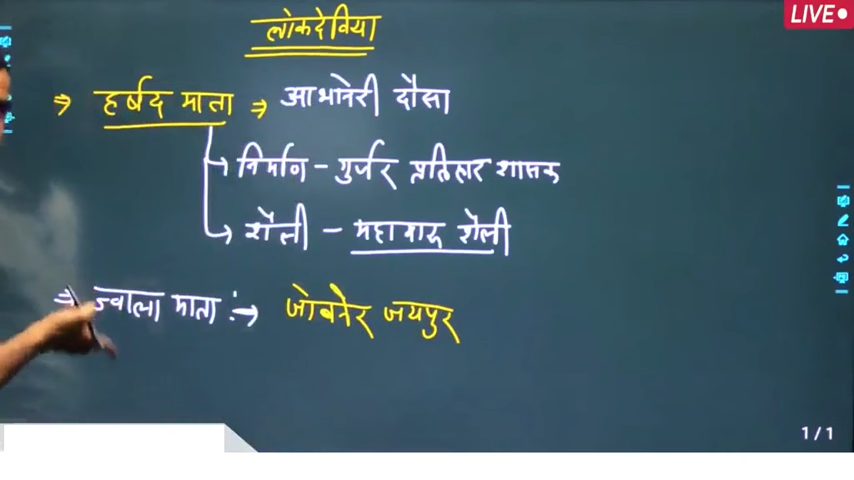 LIVE
लोकदेविया
⇒ हर्षद माता ⇒ आभानेरी दौसा
निर्माण - गुर्जर प्रतिहार शासक
शैली - महामारू शैली
⇒ ज्वाला माता :→ जोबनेर जयपुर
1/1